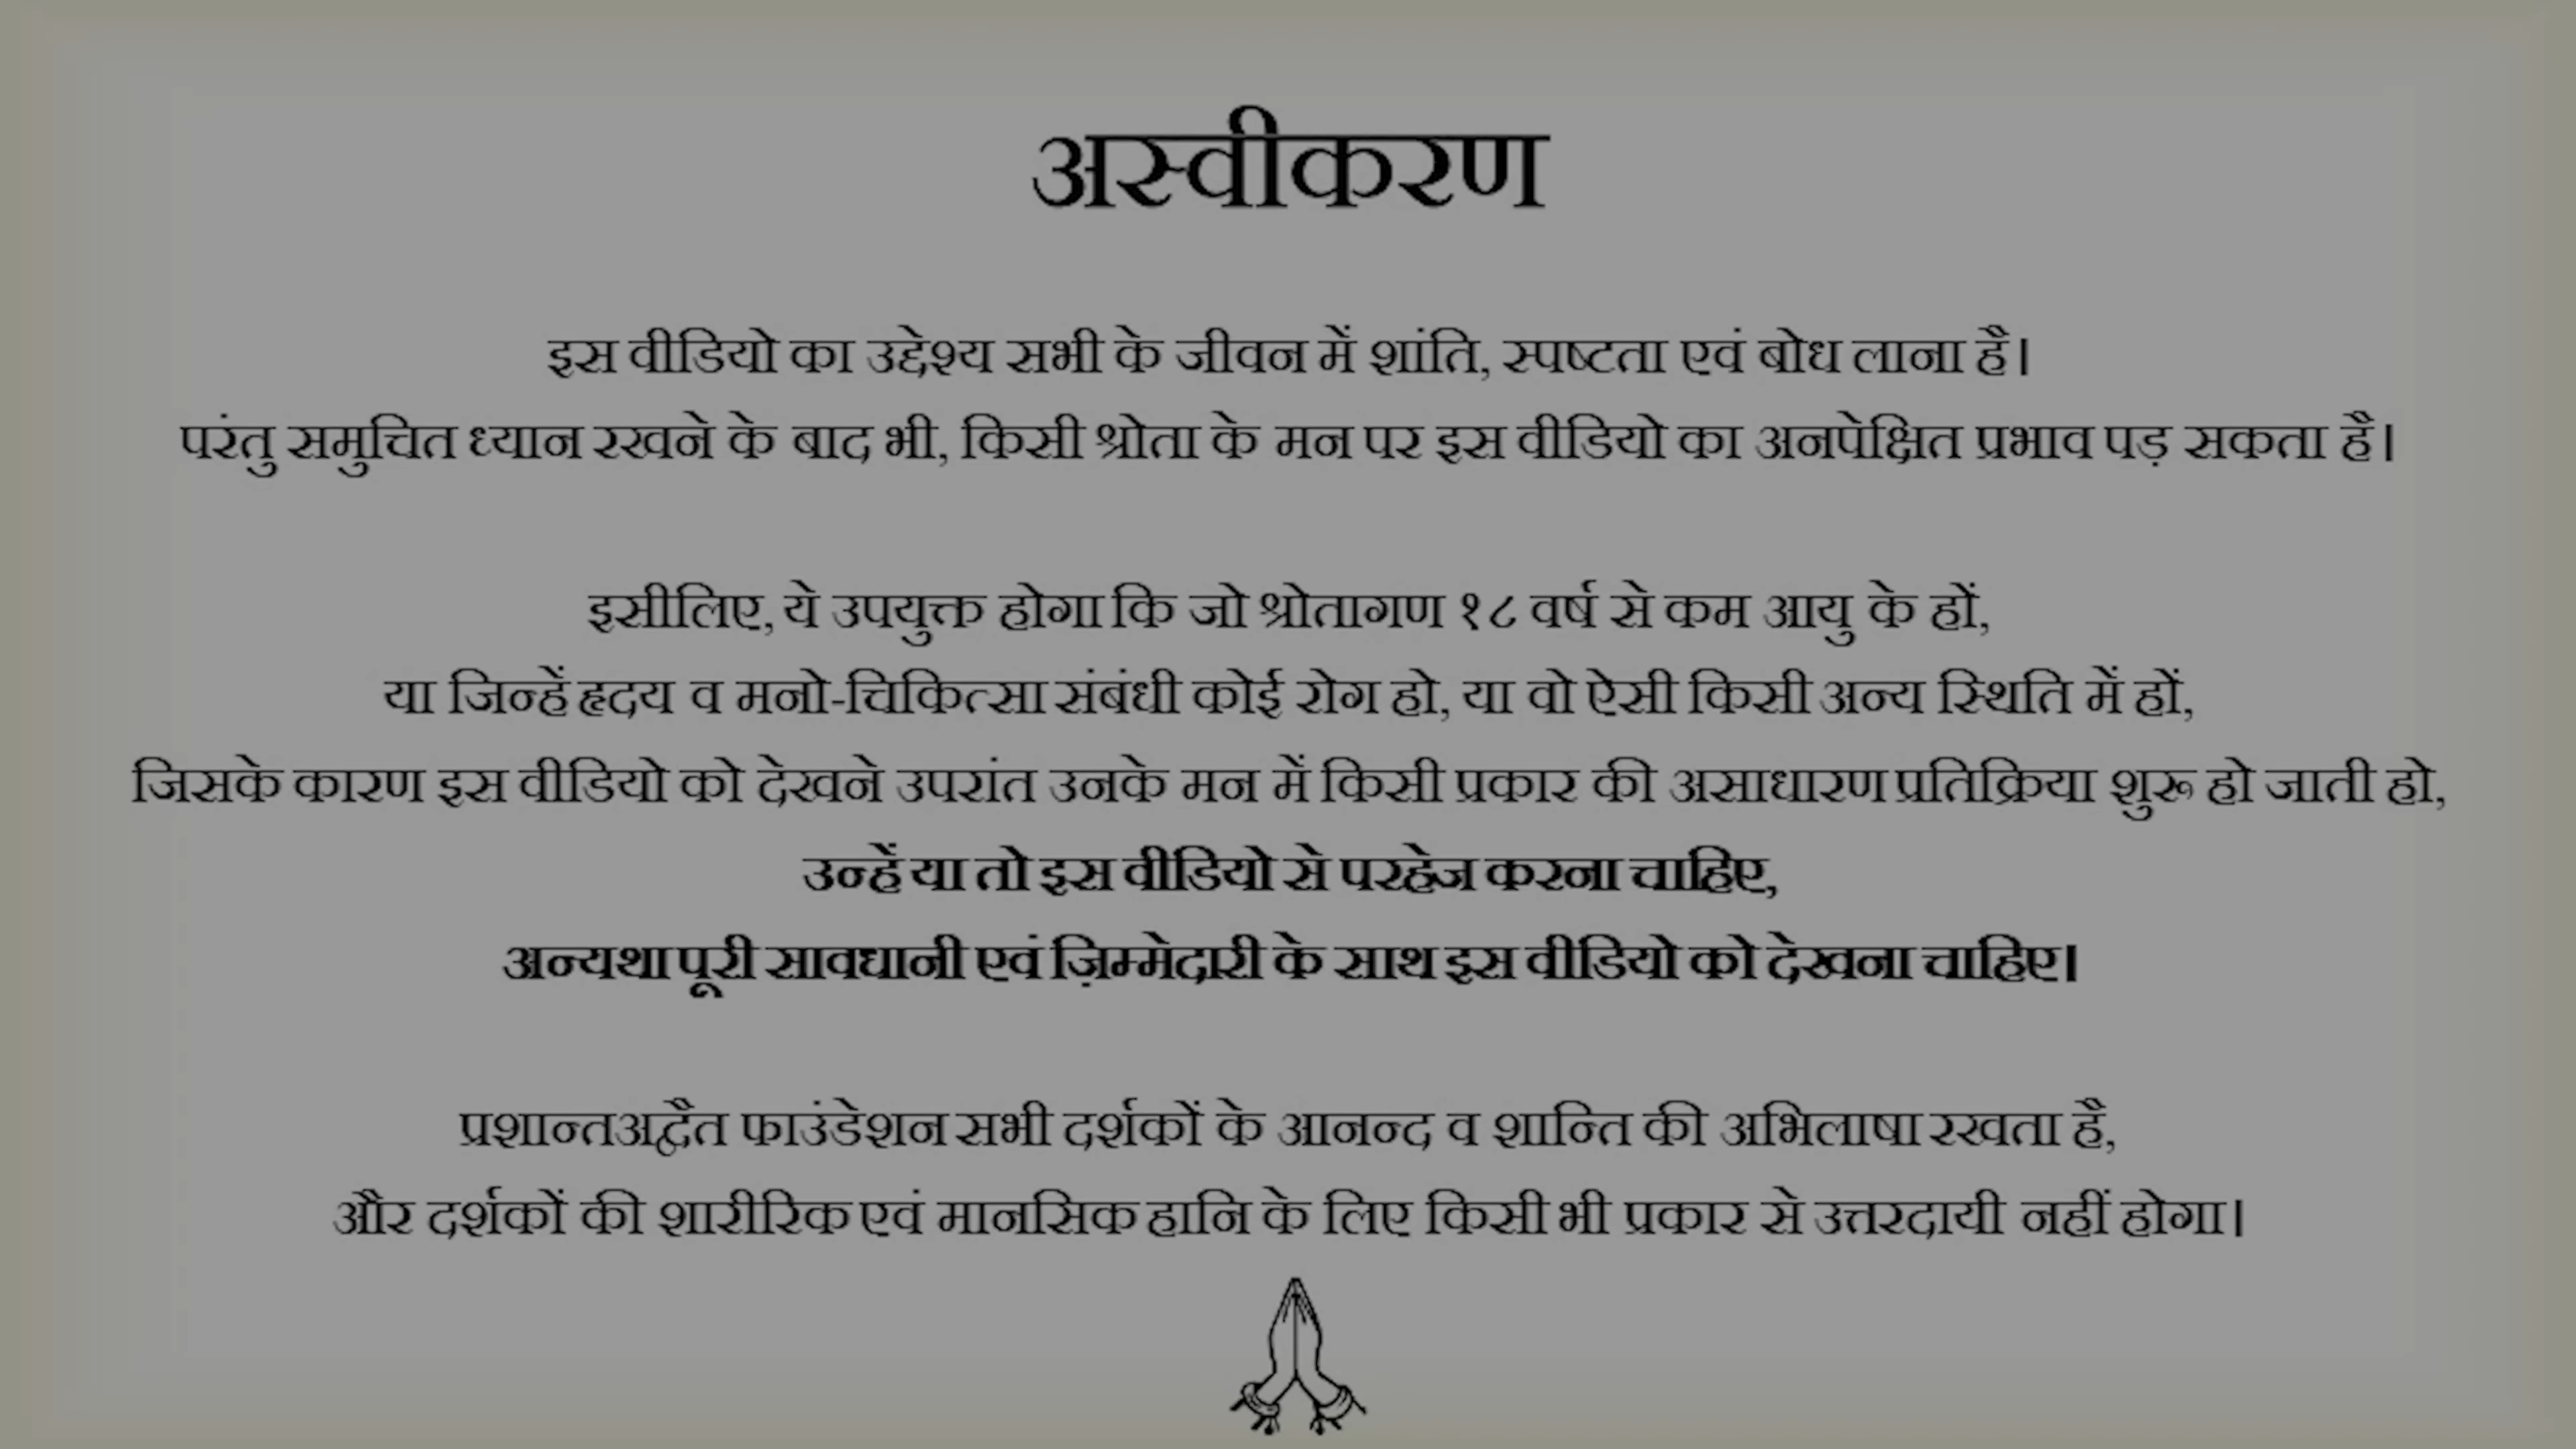 अस्वीकरण
इस वीडियो का उद्देश्य सभी के जीवन में शांति, स्पष्टता एवं बोध लाना है।
परंतु समुचित ध्यान रखने के बाद भी, किसी श्रोता के मन पर इस वीडियो का अनपेक्षित प्रभाव पड़ सकता है।
इसीलिए, ये उपयुक्त होगा कि जो श्रोतागण १८ वर्ष से कम आयु के हों,
या जिन्हें हृदय व मनो-चिकित्सा संबंधी कोई रोग हो, या वो ऐसी किसी अन्य स्थिति में हों,
जिसके कारण इस वीडियो को देखने उपरांत उनके मन में किसी प्रकार की असाधारण प्रतिक्रिया शुरू हो जाती हो,
उन्हें या तो इस वीडियो से परहेज करना चाहिए,
अन्यथा पूरी सावधानी एवं ज़िम्मेदारी के साथ इस वीडियो को देखना चाहिए।
प्रशान्तअद्वैत फाउंडेशन सभी दर्शकों के आनन्द व शान्ति की अभिलाषा रखता है,
और दर्शकों की शारीरिक एवं मानसिक हानि के लिए किसी भी प्रकार से उत्तरदायी नहीं होगा।